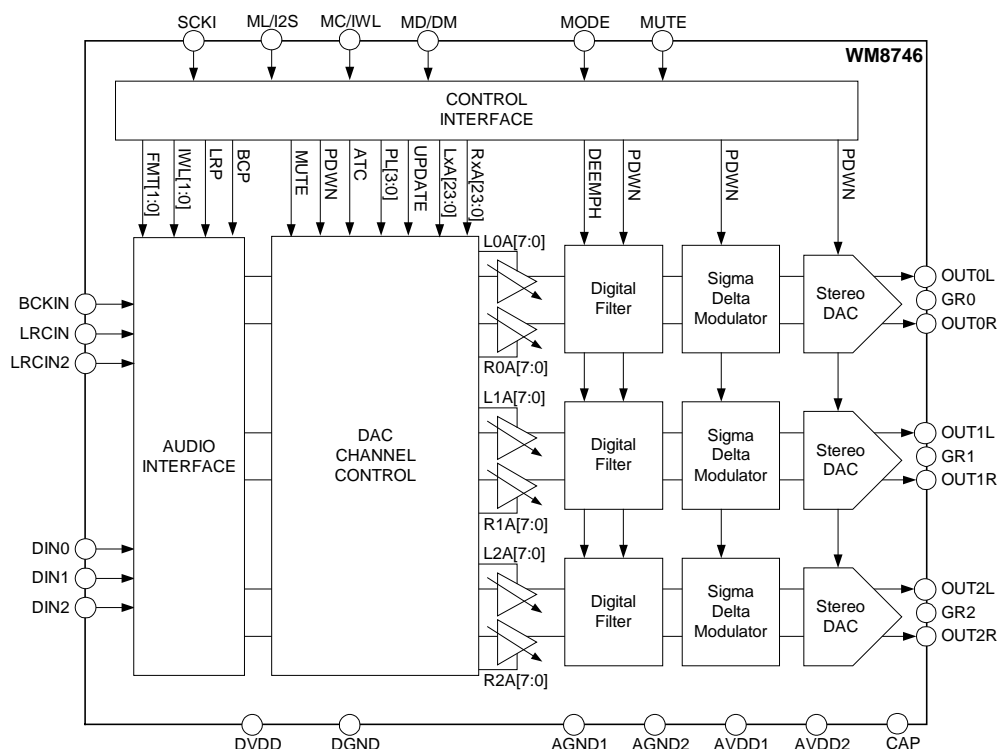 SCKI
ML/I2S
MC/IWL
MD/DM
MODE
MUTE
WM8746
CONTROL
INTERFACE
FMT[1:0]
IWL[1:0]
LRP
BCP
MUTE
PDWN
ATC
PL[3:0]
UPDATE
LxA[23:0]
RxA[23:0]
DEEMPH
PDWN
PDWN
PDWN
BCKIN
LRCIN
LRCIN2
DIN0
DIN1
DIN2
AUDIO
INTERFACE
DAC
CHANNEL
CONTROL
L0A[7:0]
R0A[7:0]
Digital
Filter
Sigma
Delta
Modulator
Stereo
DAC
OUT0L
GR0
OUT0R
L1A[7:0]
R1A[7:0]
Digital
Filter
Sigma
Delta
Modulator
Stereo
DAC
OUT1L
GR1
OUT1R
L2A[7:0]
R2A[7:0]
Digital
Filter
Sigma
Delta
Modulator
Stereo
DAC
OUT2L
GR2
OUT2R
DVDD
DGND
AGND1
AGND2
AVDD1
AVDD2
CAP